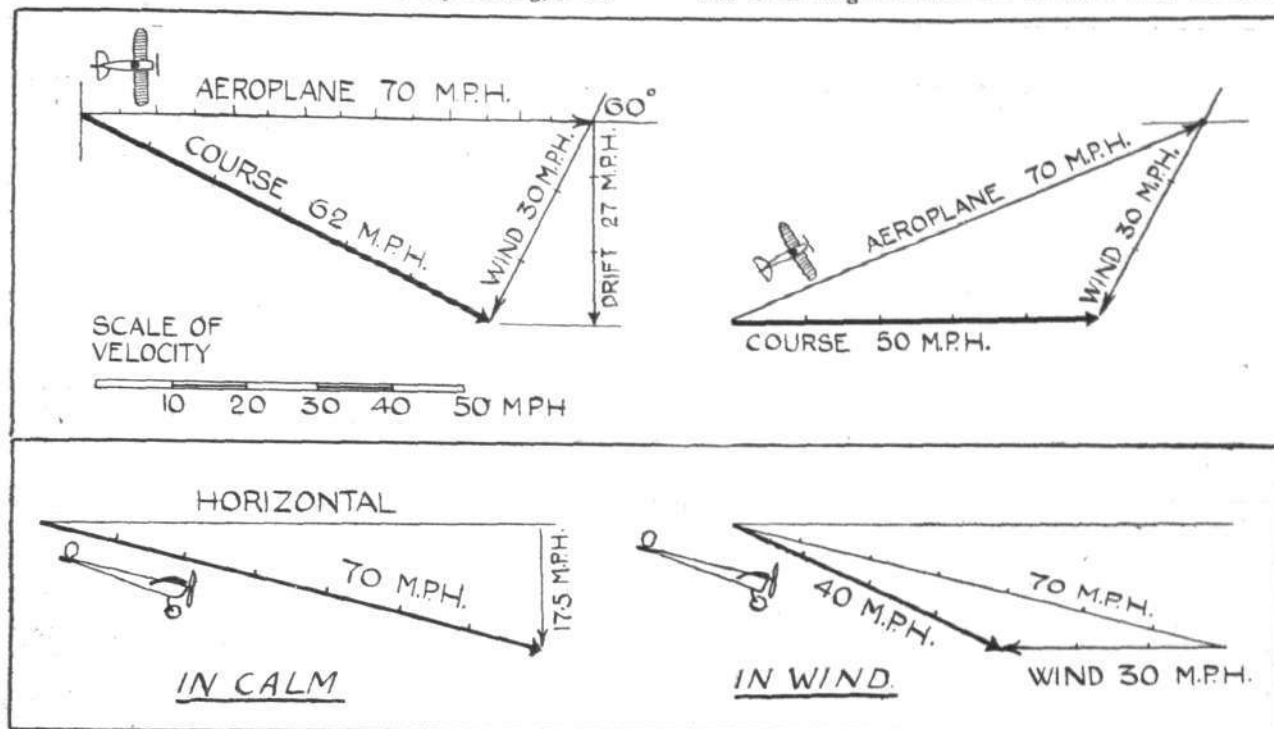 AEROPLANE 70 M.P.H.
60°
COURSE 62 M.P.H.
WIND 30 M.P.H.
DRIFT 27 M.P.H.
SCALE OF
VELOCITY
10 20 30 40 50 MPH
AEROPLANE 70 M.P.H.
WIND 30 M.P.H.
COURSE 50 M.P.H.
HORIZONTAL
70 M.P.H.
17.5 M.P.H.
IN CALM
70 M.P.H.
40 M.P.H.
WIND 30 M.P.H.
IN WIND.